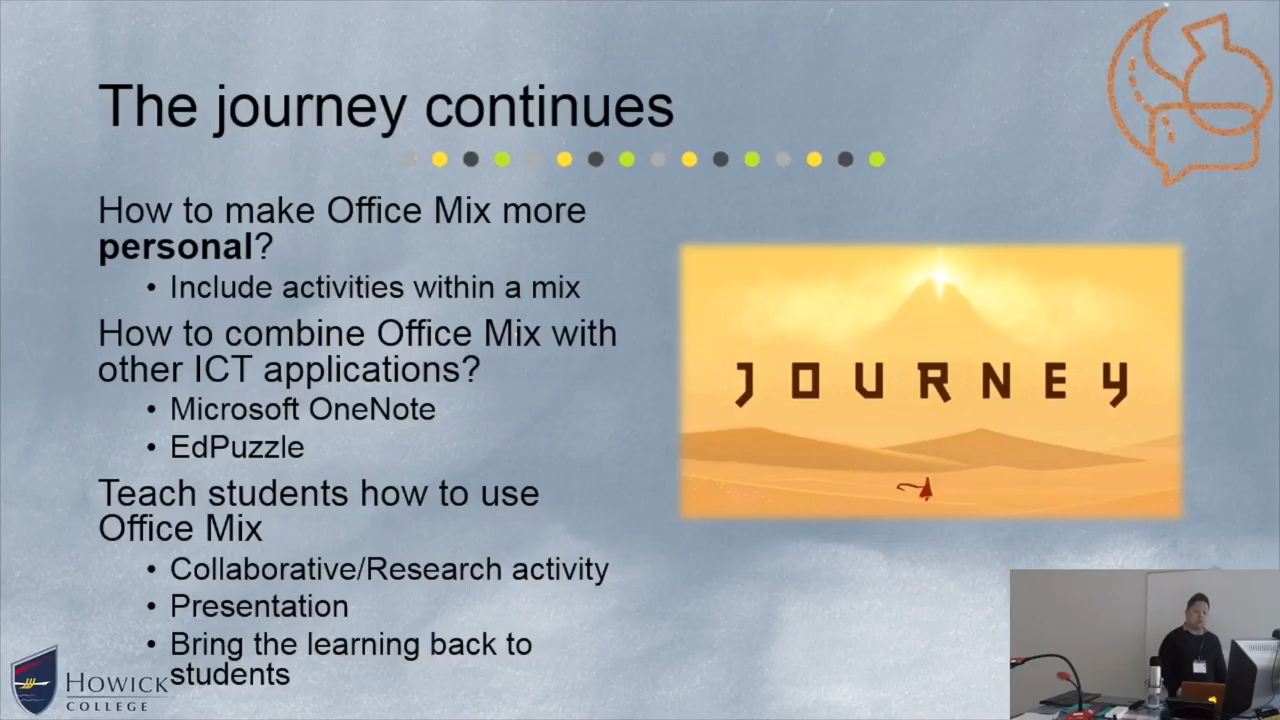 The journey continues
How to make Office Mix more
personal?
• Include activities within a mix
How to combine Office Mix with
other ICT applications?
• Microsoft OneNote
• EdPuzzle
Teach students how to use
Office Mix
• Collaborative/Research activity
• Presentation
• Bring the learning back to
students
JOURNEY
HOWICK
COLLEGE